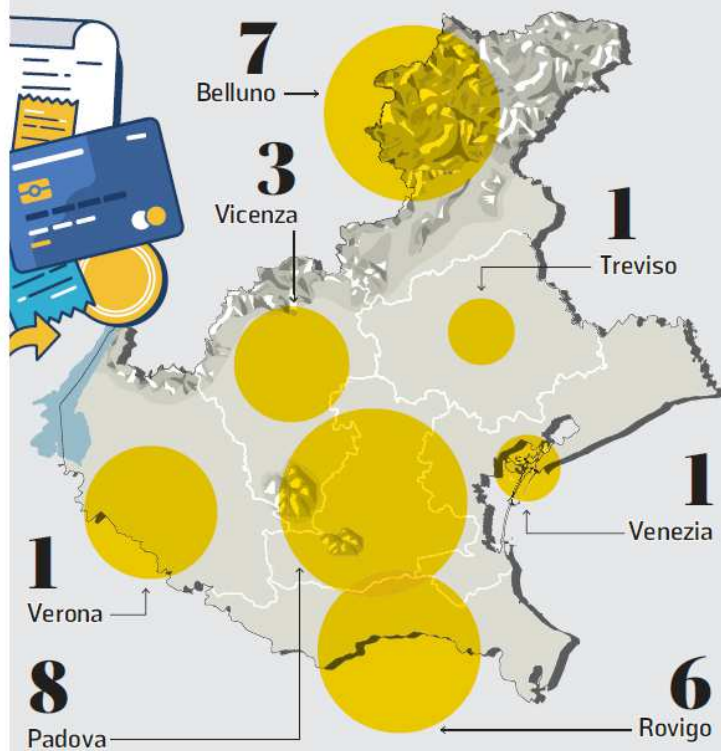 7
Belluno
3
Vicenza
1
Treviso
1
Venezia
1
Verona
8
Padova
6
Rovigo